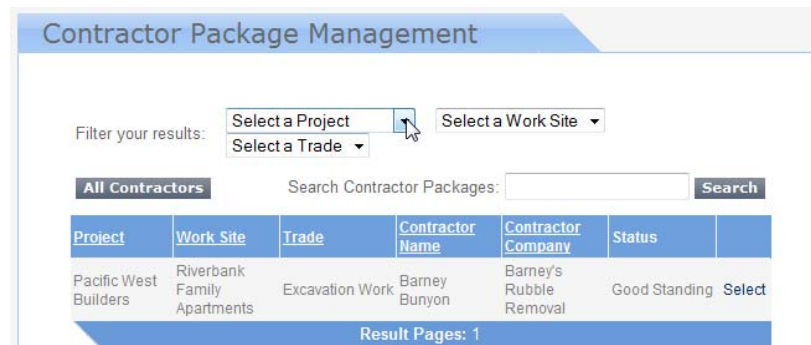 Contractor Package Management
Filter your results: Select a Project Select a Work Site
Select a Trade
All Contractors Search Contractor Packages: Search
Project Work Site Trade Contractor Name Contractor Company Status
Pacific West Builders Riverbank Family Apartments Excavation Work Barney Bunyon Barney's Rubble Removal Good Standing Select
Result Pages: 1